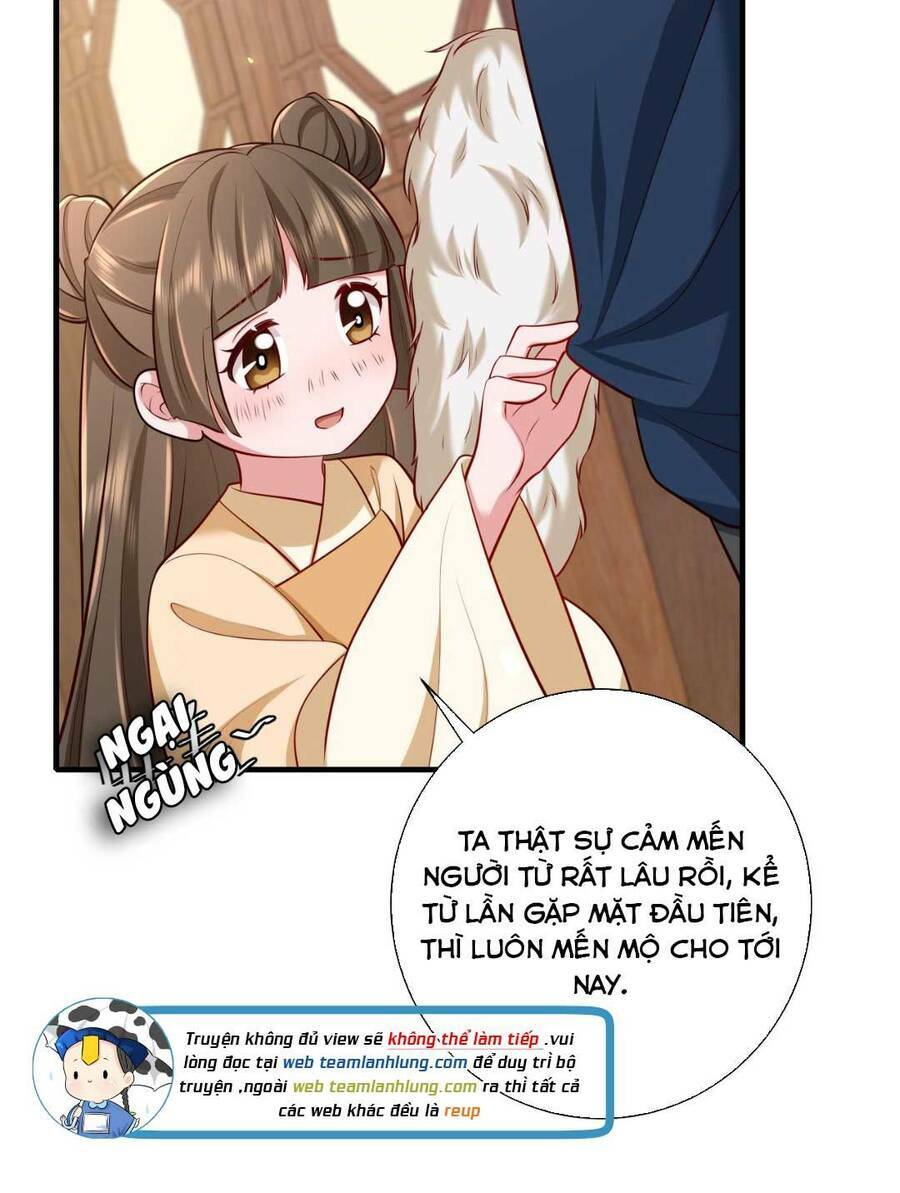 NGẠI
NGÙNG
TA THẬT SỰ CẢM MẾN
NGƯỜI TỪ RẤT LÂU RỒI, KỂ
TỪ LẦN GẶP MẶT ĐẦU TIÊN,
THÌ LUÔN MẾN MỘ CHO TỚI
NAY.
Truyện không đủ view sẽ không thể làm tiếp .vui
lòng đọc tại web teamlanhlung.com để duy trì bộ
truyện ,ngoài web teamlanhlung.com ra thì tất cả
các web khác đều là reup